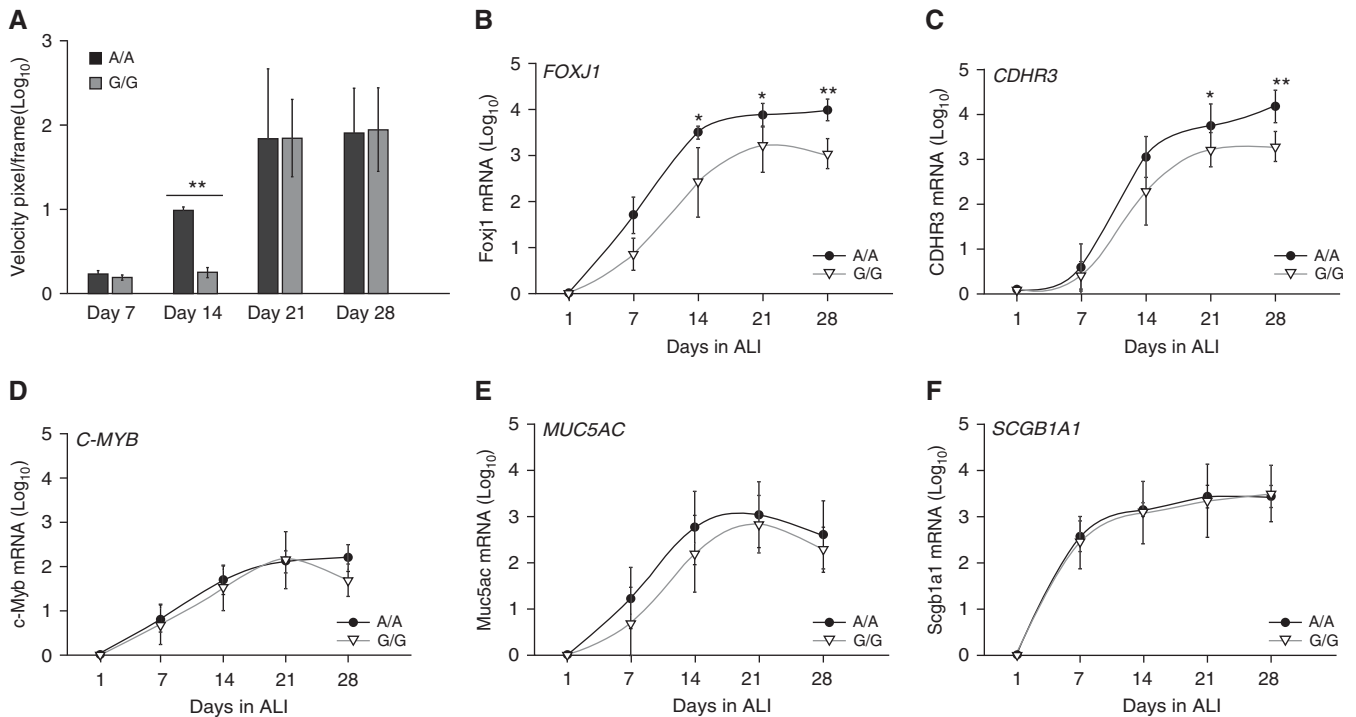 A
Velocity pixel/frame(Log10)
3
2
1
0
A/A
G/G
**
Day 7 Day 14 Day 21 Day 28
B
Foxj1 mRNA (Log10)
FOXJ1
5
4
3
2
1
0
* * **
A/A
G/G
1 7 14 21 28
Days in ALI
C
CDHR3 mRNA (Log10)
CDHR3
5
4
3
2
1
0
* **
A/A
G/G
1 7 14 21 28
Days in ALI
D
c-Myb mRNA (Log10)
C-MYB
5
4
3
2
1
0
A/A
G/G
1 7 14 21 28
Days in ALI
E
Muc5ac mRNA (Log10)
MUC5AC
5
4
3
2
1
0
A/A
G/G
1 7 14 21 28
Days in ALI
F
Scgb1a1 mRNA (Log10)
SCGB1A1
5
4
3
2
1
0
A/A
G/G
1 7 14 21 28
Days in ALI